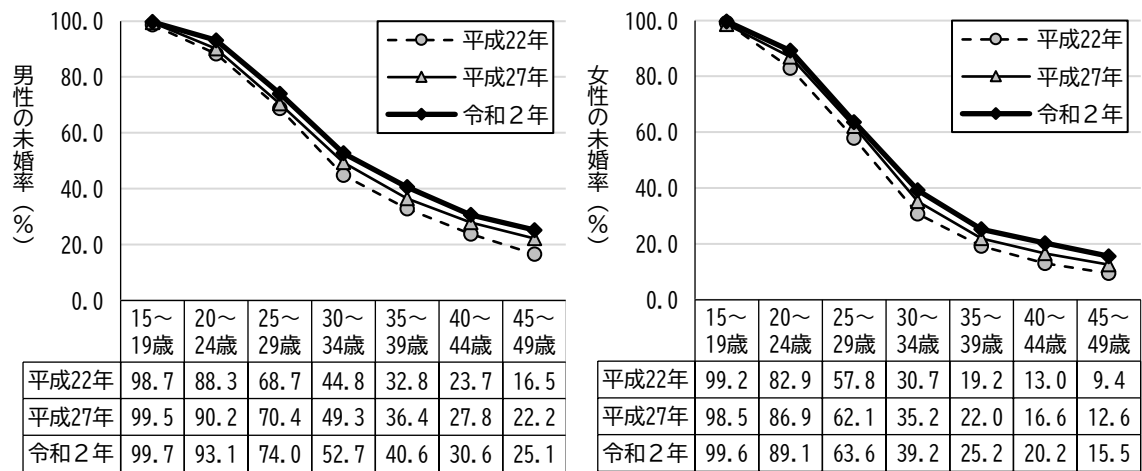 男性の未婚率（％）
100.0
80.0
60.0
40.0
20.0
0.0
平成22年
平成27年
令和２年
15～19歳 20～24歳 25～29歳 30～34歳 35～39歳 40～44歳 45～49歳
平成22年 98.7 88.3 68.7 44.8 32.8 23.7 16.5
平成27年 99.5 90.2 70.4 49.3 36.4 27.8 22.2
令和２年 99.7 93.1 74.0 52.7 40.6 30.6 25.1
女性の未婚率（％）
100.0
80.0
60.0
40.0
20.0
0.0
平成22年
平成27年
令和２年
15～19歳 20～24歳 25～29歳 30～34歳 35～39歳 40～44歳 45～49歳
平成22年 99.2 82.9 57.8 30.7 19.2 13.0 9.4
平成27年 98.5 86.9 62.1 35.2 22.0 16.6 12.6
令和２年 99.6 89.1 63.6 39.2 25.2 20.2 15.5